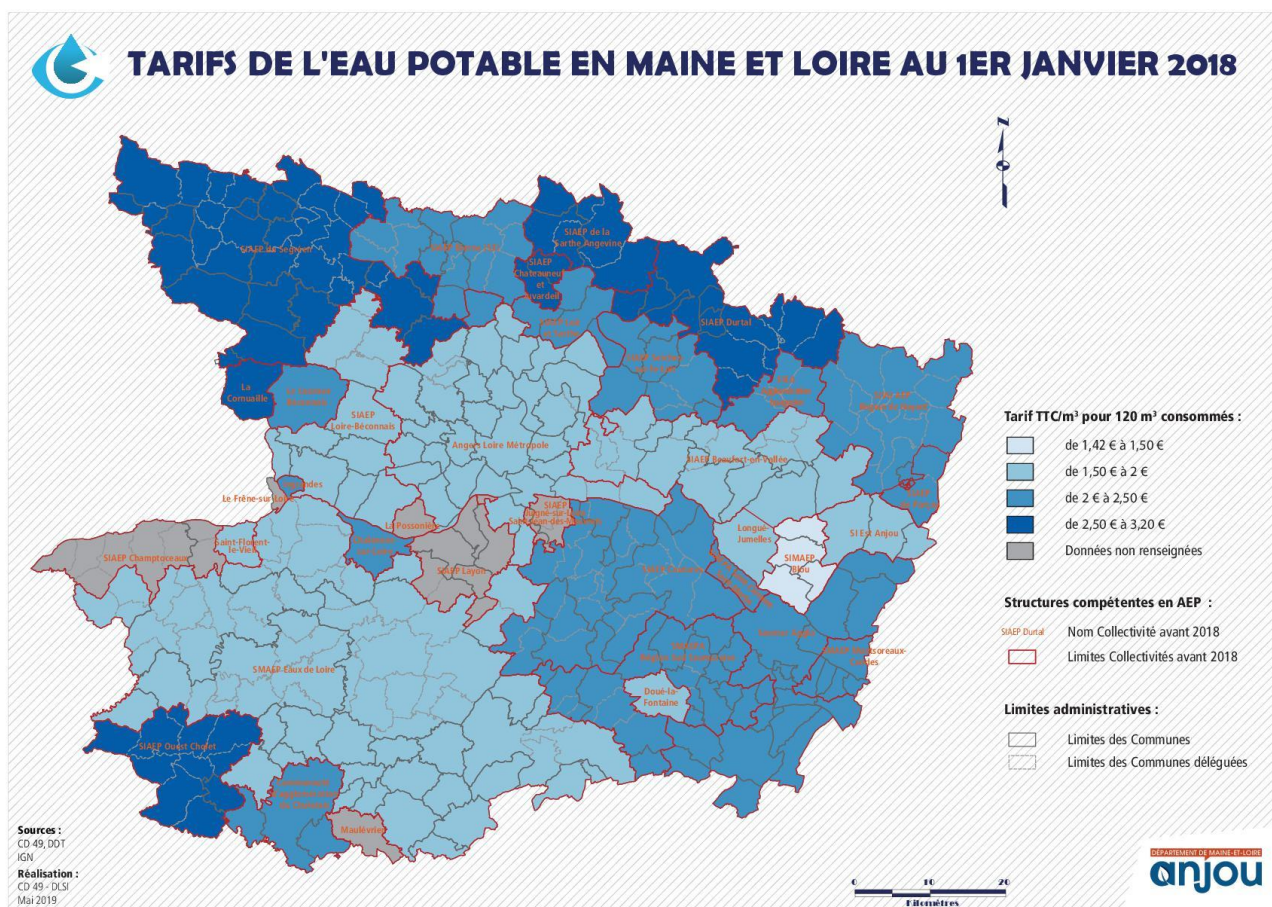 TARIFS DE L'EAU POTABLE EN MAINE ET LOIRE AU 1ER JANVIER 2018
N
SIAEP du Segréen
SIAEP de la
Sarthe Angevine
SIAEP
Chateauneuf
et
Juvardeil
SIAEP Durtal
La
Cornuaille
SIAEP
Loire-Béconnais
Angers Loire Métropole
SIAEP Beaufort-en-Vallée
Le Frêne-sur-Loire
La Possonière
SIAEP
SIAEP Champtoceaux
Saint-Florent-
le-Vieil
SIAEP Layon
Longué-
Jumelles
SI Est Anjou
SIMAEP
Blou
SMAEP Eaux de Loire
Doué-la-
Fontaine
SIAEP Ouest Cholet
Maulévrier
Tarif TTC/m³ pour 120 m³ consommés :
de 1,42 € à 1,50 €
de 1,50 € à 2 €
de 2 € à 2,50 €
de 2,50 € à 3,20 €
Données non renseignées
Structures compétentes en AEP :
SIAEP Durtal Nom Collectivité avant 2018
Limites Collectivités avant 2018
Limites administratives :
Limites des Communes
Limites des Communes déléguées
Sources :
CD 49, DDT
IGN
Réalisation :
CD 49 - DLSI
Mai 2019
0 10 20
Kilomètres
DÉPARTEMENT DE MAINE-ET-LOIRE
anjou